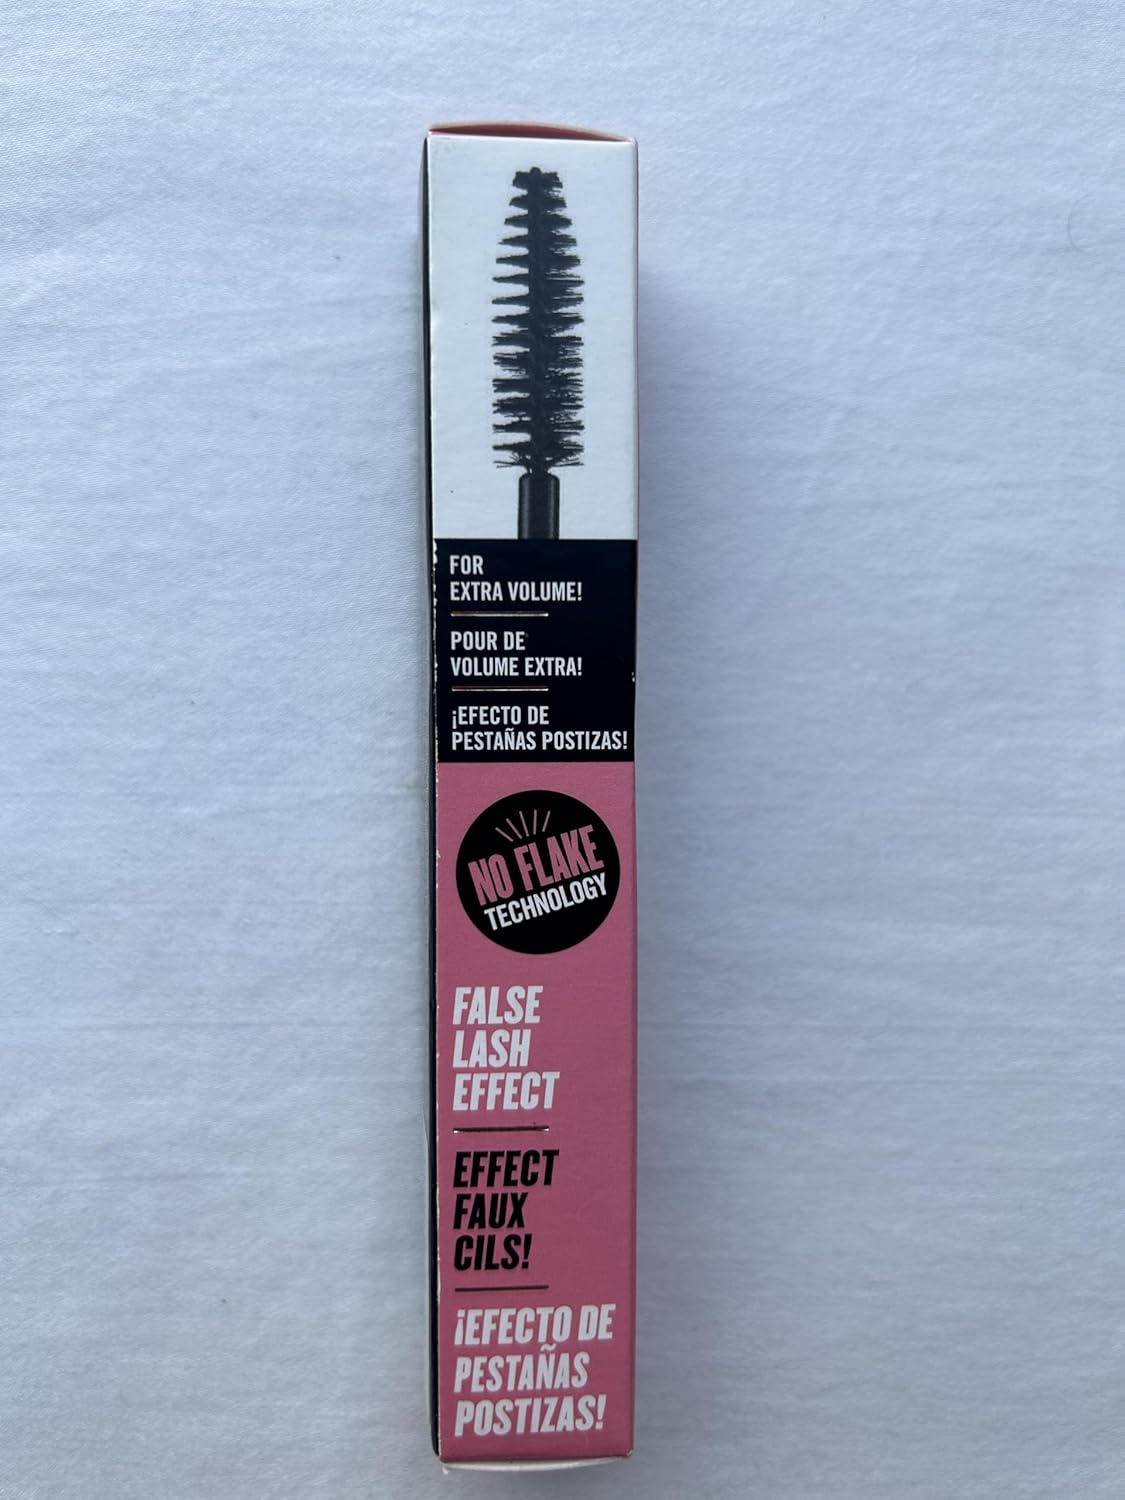 FOR
EXTRA VOLUME!
POUR DE
VOLUME EXTRA!
¡EFECTO DE
PESTAÑAS POSTIZAS!
NO FLAKE
TECHNOLOGY
FALSE
LASH
EFFECT
EFFECT
FAUX
CILS!
¡EFECTO DE
PESTAÑAS
POSTIZAS!